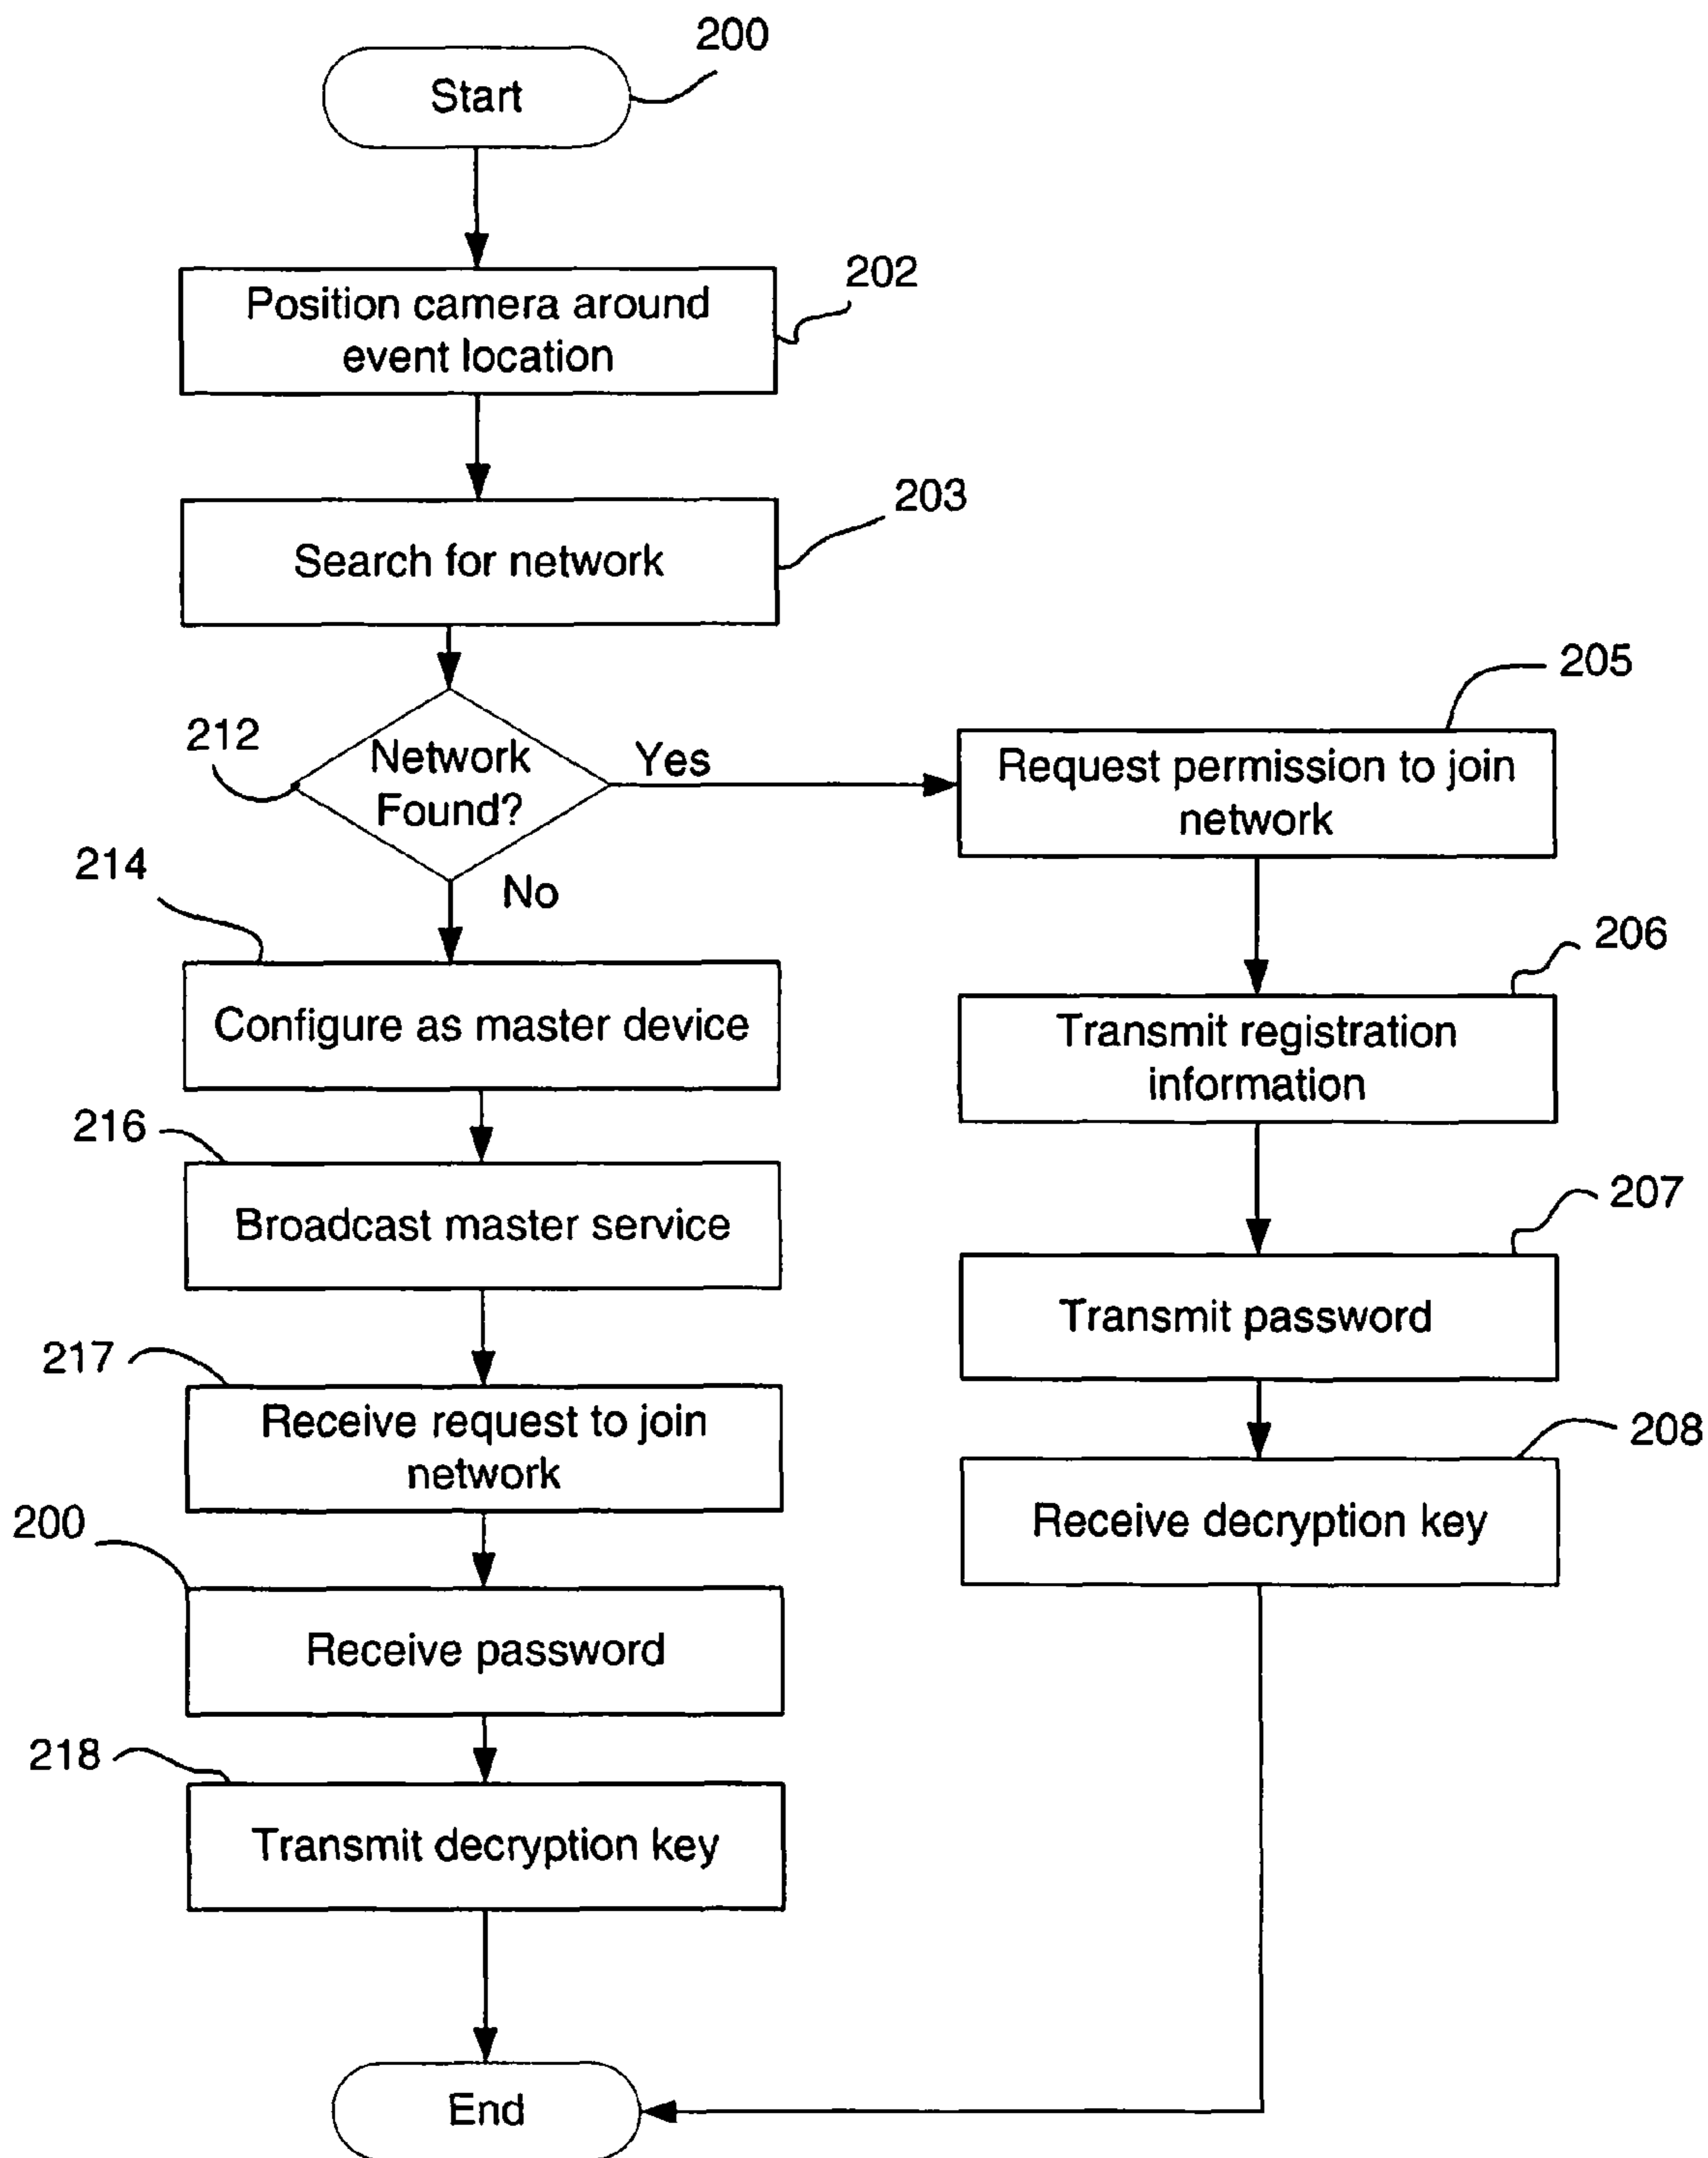 200
Start
202
Position camera around
event location
203
Search for network
212
Network
Found?
Yes
No
205
Request permission to join
network
214
Configure as master device
206
Transmit registration
information
216
Broadcast master service
207
Transmit password
217
Receive request to join
network
208
Receive decryption key
200
Receive password
218
Transmit decryption key
End